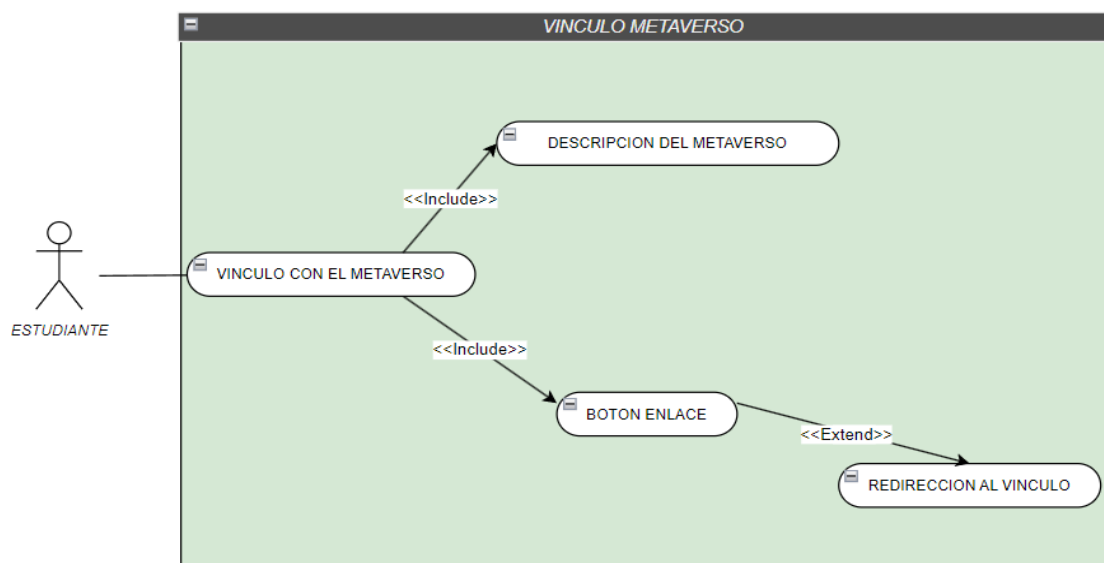 VINCULO METAVERSO
DESCRIPCION DEL METAVERSO
<<Include>>
VINCULO CON EL METAVERSO
ESTUDIANTE
<<Include>>
BOTON ENLACE
<<Extend>>
REDIRECCION AL VINCULO